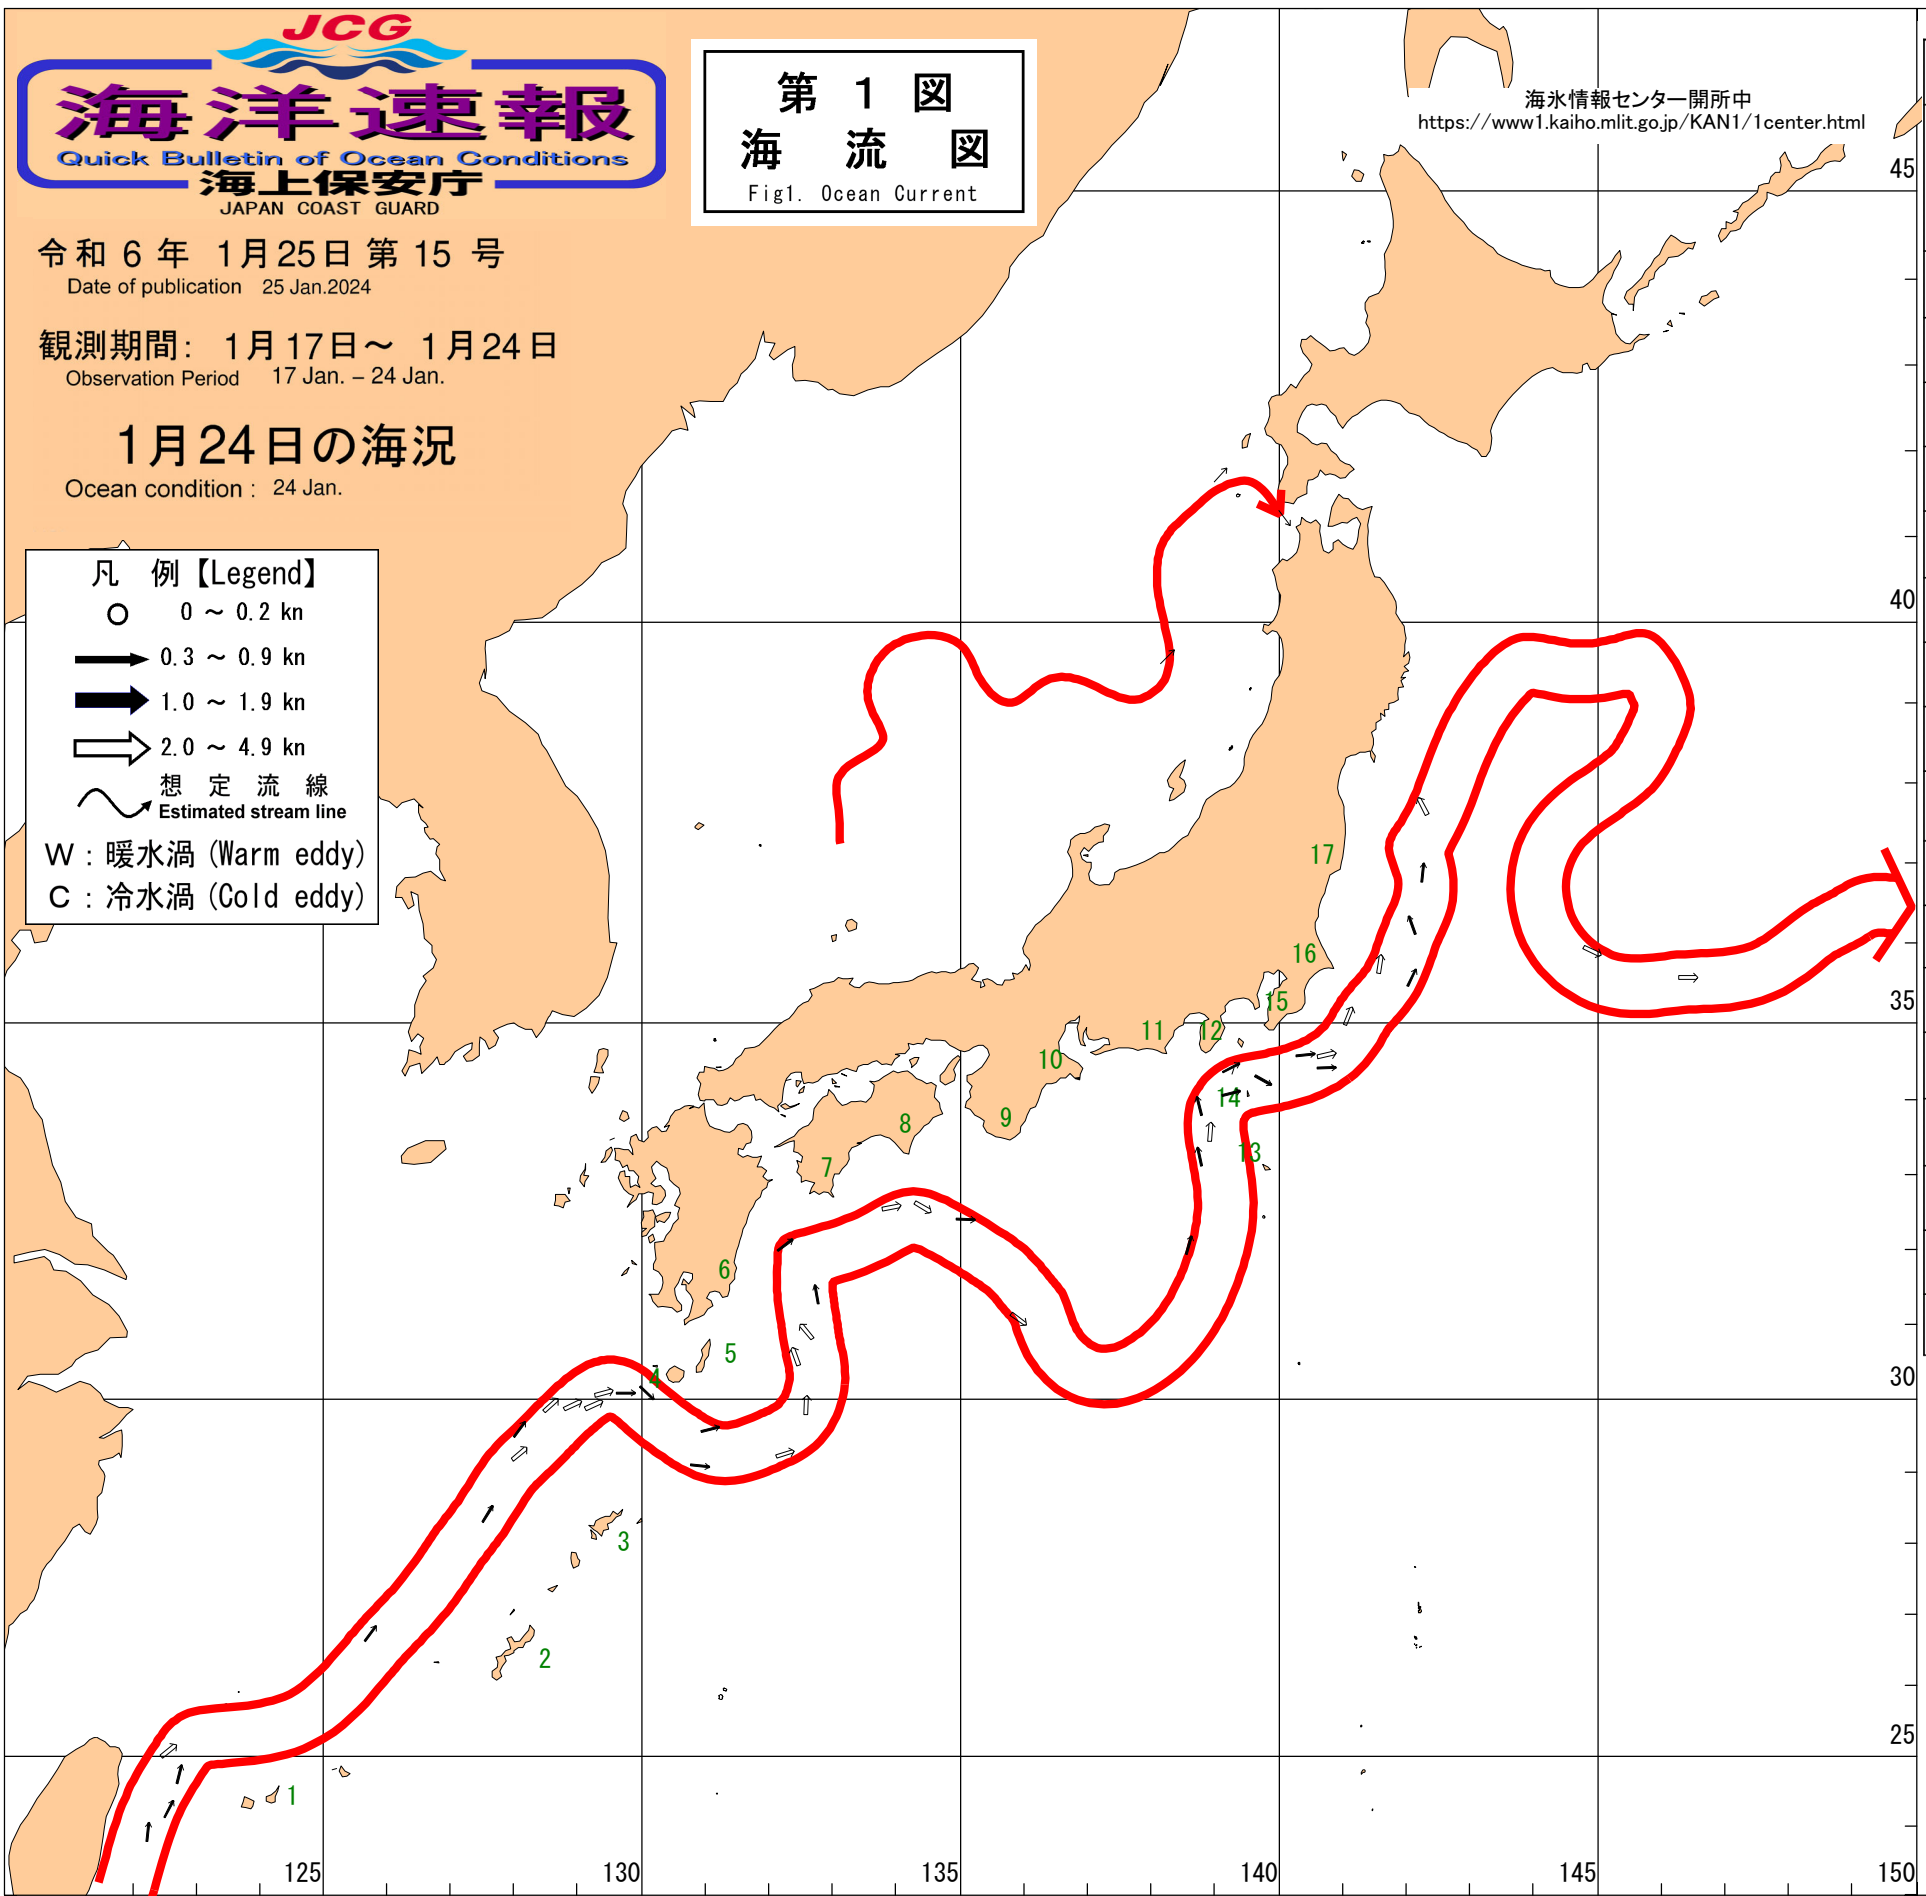 JCG
海洋速報
Quick Bulletin of Ocean Conditions
海上保安庁
JAPAN COAST GUARD
第 1 図
海 流 図
Fig1. Ocean Current
海氷情報センター開所中
https://www1.kaiho.mlit.go.jp/KAN1/1center.html
令和 6 年 1月25日 第 15 号
Date of publication 25 Jan.2024
観測期間: 1月17日～ 1月24日
Observation Period 17 Jan. – 24 Jan.
1月24日の海況
Ocean condition : 24 Jan.
凡 例【Legend】
0 ～ 0.2 kn
0.3 ～ 0.9 kn
1.0 ～ 1.9 kn
2.0 ～ 4.9 kn
想 定 流 線
Estimated stream line
W : 暖水渦 (Warm eddy)
C : 冷水渦 (Cold eddy)
45
40
35
30
25
17
16
15
12
11
10
14
9
8
13
7
6
5
4
3
2
1
125
130
135
140
145
150